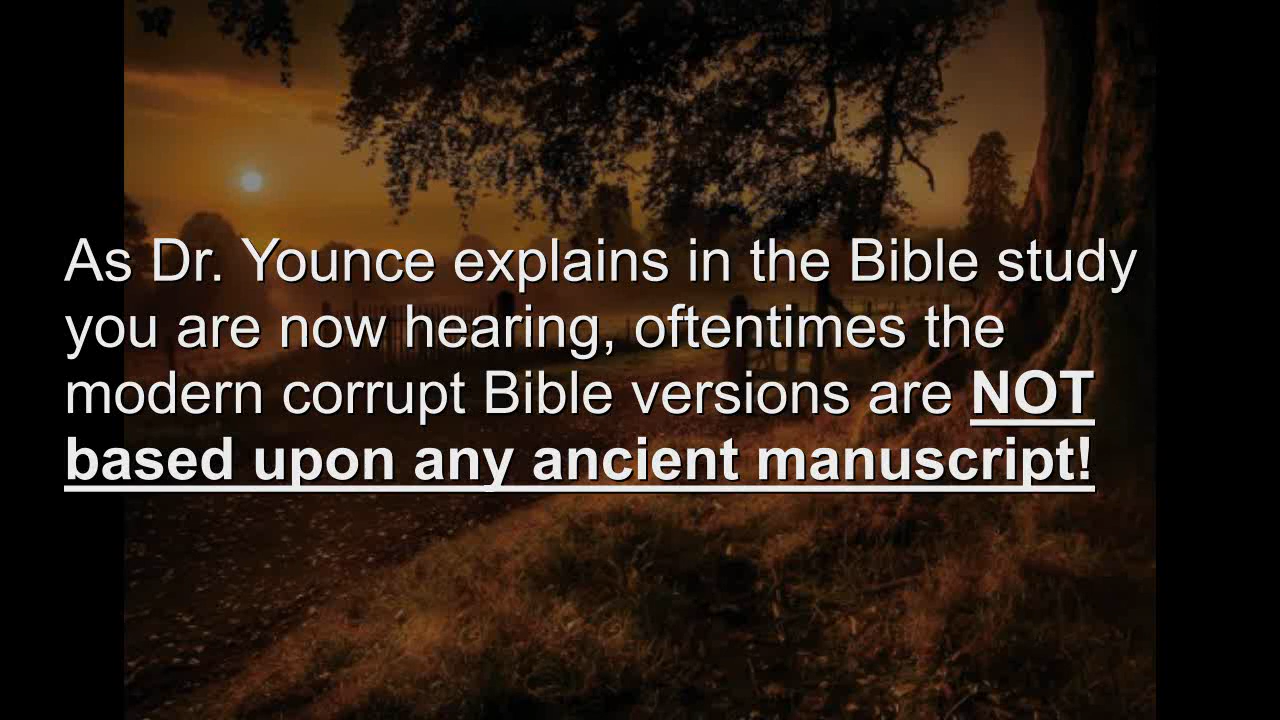 As Dr. Younce explains in the Bible study
you are now hearing, oftentimes the
modern corrupt Bible versions are NOT
based upon any ancient manuscript!